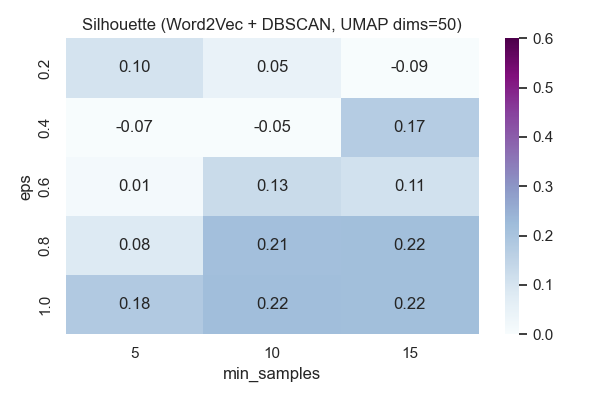 Silhouette (Word2Vec + DBSCAN, UMAP dims=50)
0.2 0.10 0.05 -0.09
0.4 -0.07 -0.05 0.17
0.6 0.01 0.13 0.11
0.8 0.08 0.21 0.22
1.0 0.18 0.22 0.22
eps
5 10 15
min_samples
0.6
0.5
0.4
0.3
0.2
0.1
0.0